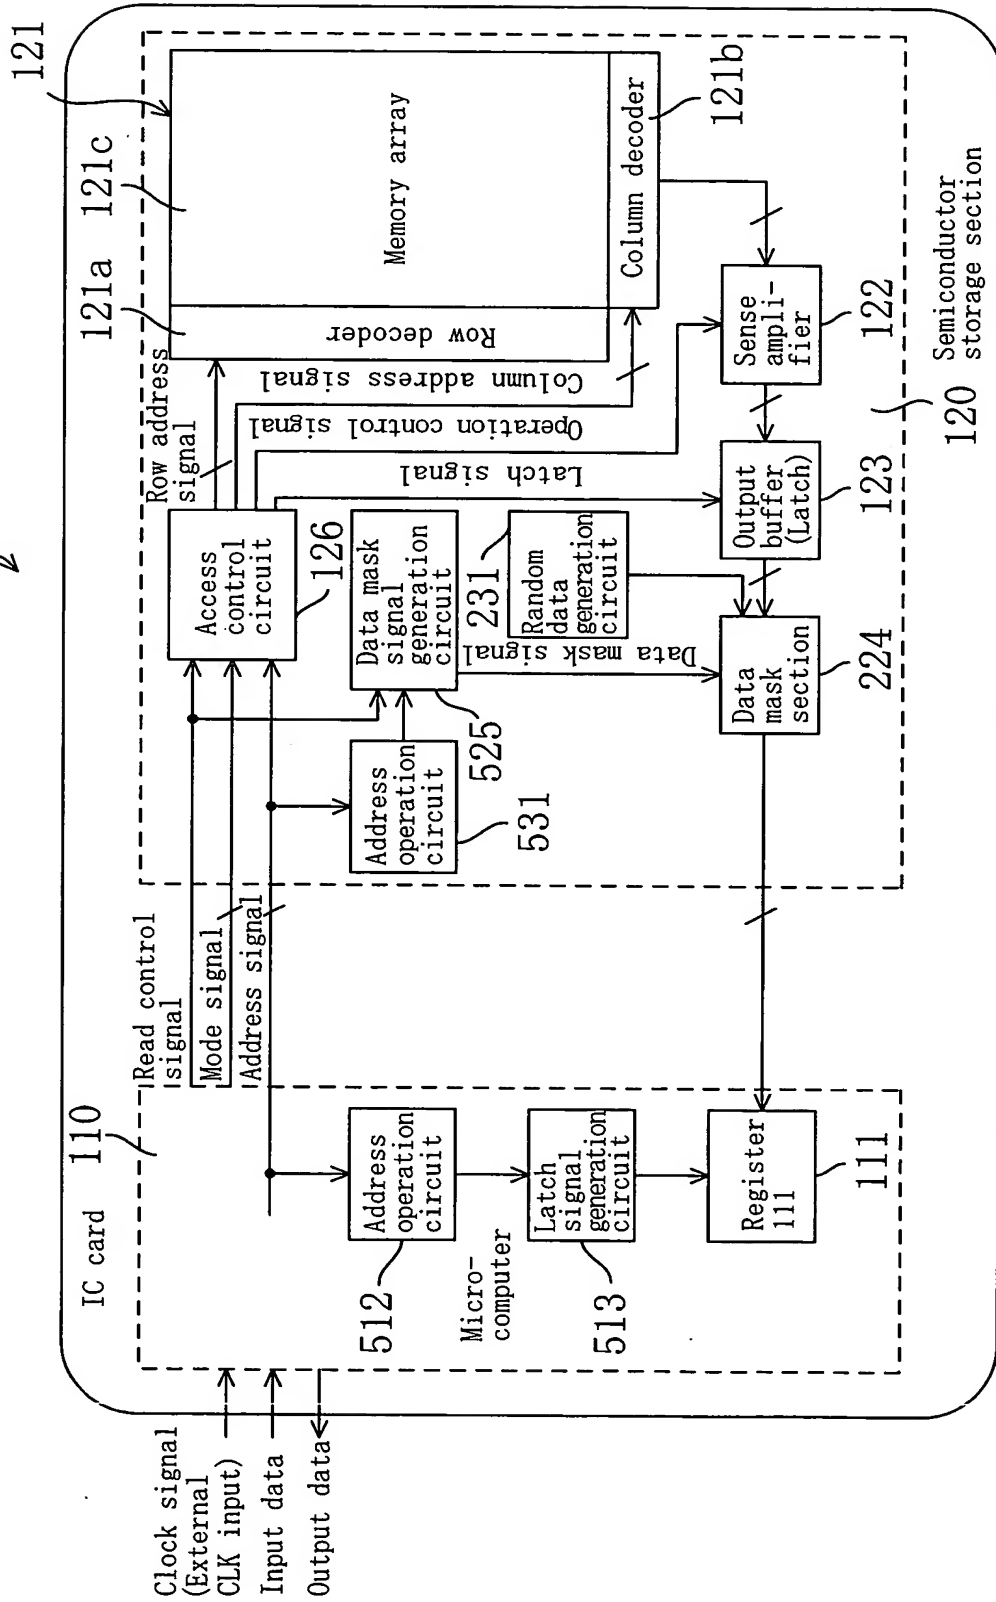 IC card
110
121
121a
121c
Clock signal
(External
CLK input)
Input data
Output data
Read control
signal
Mode signal
Address signal
Row address
signal
Access
control
circuit
126
Row decoder
Memory array
Column decoder
121b
Column address signal
Operation control signal
Latch signal
Address
operation
circuit
512
Micro-
computer
Latch
signal
generation
circuit
513
Register
111
111
Address
operation
circuit
531
Data mask
signal
generation
circuit
525
Data mask signal
231
Random
data
generation
circuit
Data
mask
section
224
Output
buffer
(Latch)
123
Sense
ampli-
fier
122
120
Semiconductor
storage section